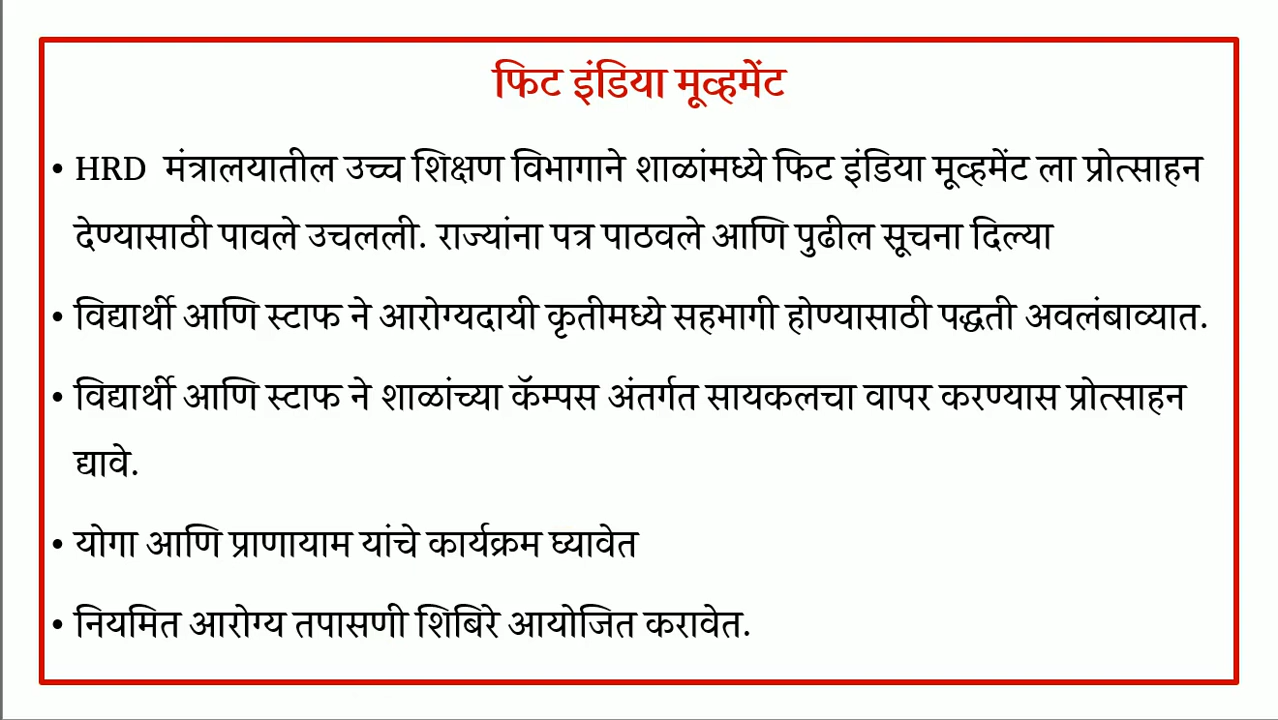 फिट इंडिया मूव्हमेंट
• HRD मंत्रालयातील उच्च शिक्षण विभागाने शाळांमध्ये फिट इंडिया मूव्हमेंट ला प्रोत्साहन
देण्यासाठी पावले उचलली. राज्यांना पत्र पाठवले आणि पुढील सूचना दिल्या
• विद्यार्थी आणि स्टाफ ने आरोग्यदायी कृतीमध्ये सहभागी होण्यासाठी पद्धती अवलंबाव्यात.
• विद्यार्थी आणि स्टाफ ने शाळांच्या कॅम्पस अंतर्गत सायकलचा वापर करण्यास प्रोत्साहन
द्यावे.
• योगा आणि प्राणायाम यांचे कार्यक्रम घ्यावेत
• नियमित आरोग्य तपासणी शिबिरे आयोजित करावेत.